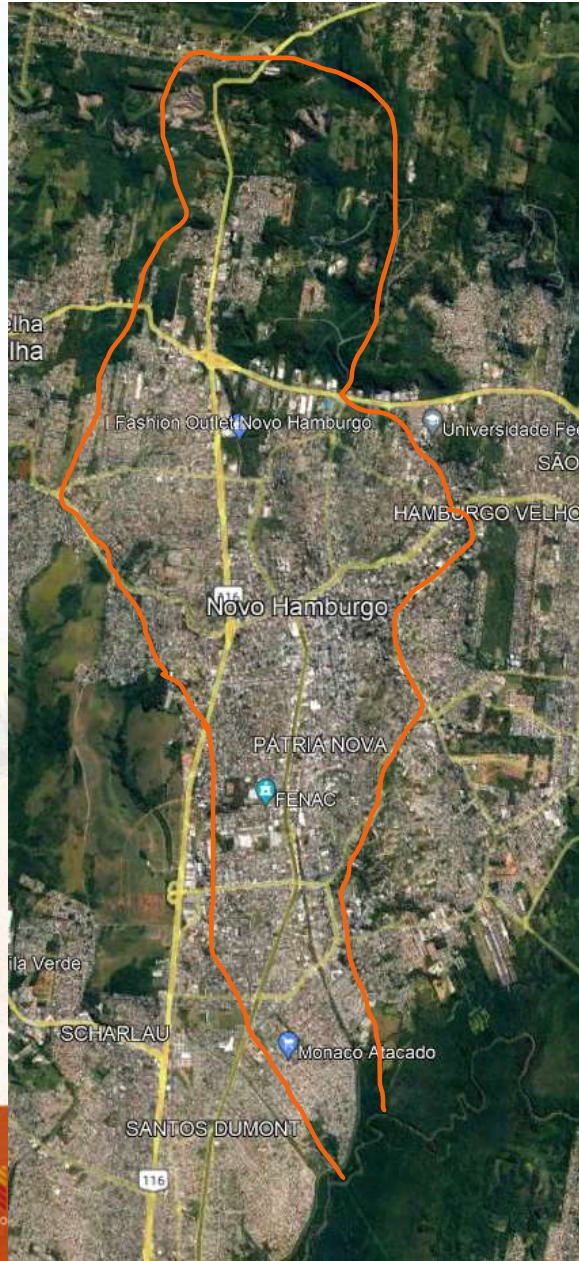 elha
lha
Fashion Outlet Novo Hamburgo
Universidade Fee
SÃO
HAMBURGO VELHO
116
Novo Hamburgo
PÁTRIA NOVA
FENAC
ila Verde
SCHARLAU
Monaco Atacado
SANTOS DUMONT
116